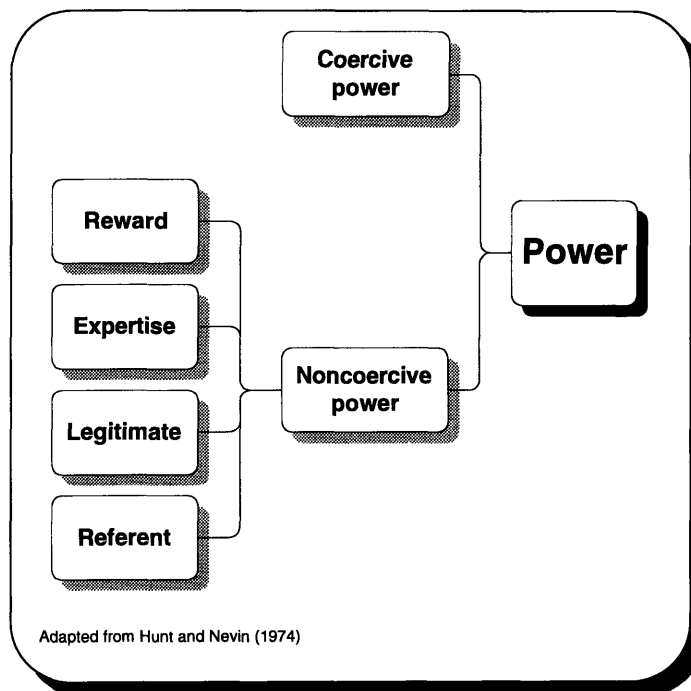 Coercive
power
Reward
Power
Expertise
Noncoercive
power
Legitimate
Referent
Adapted from Hunt and Nevin (1974)